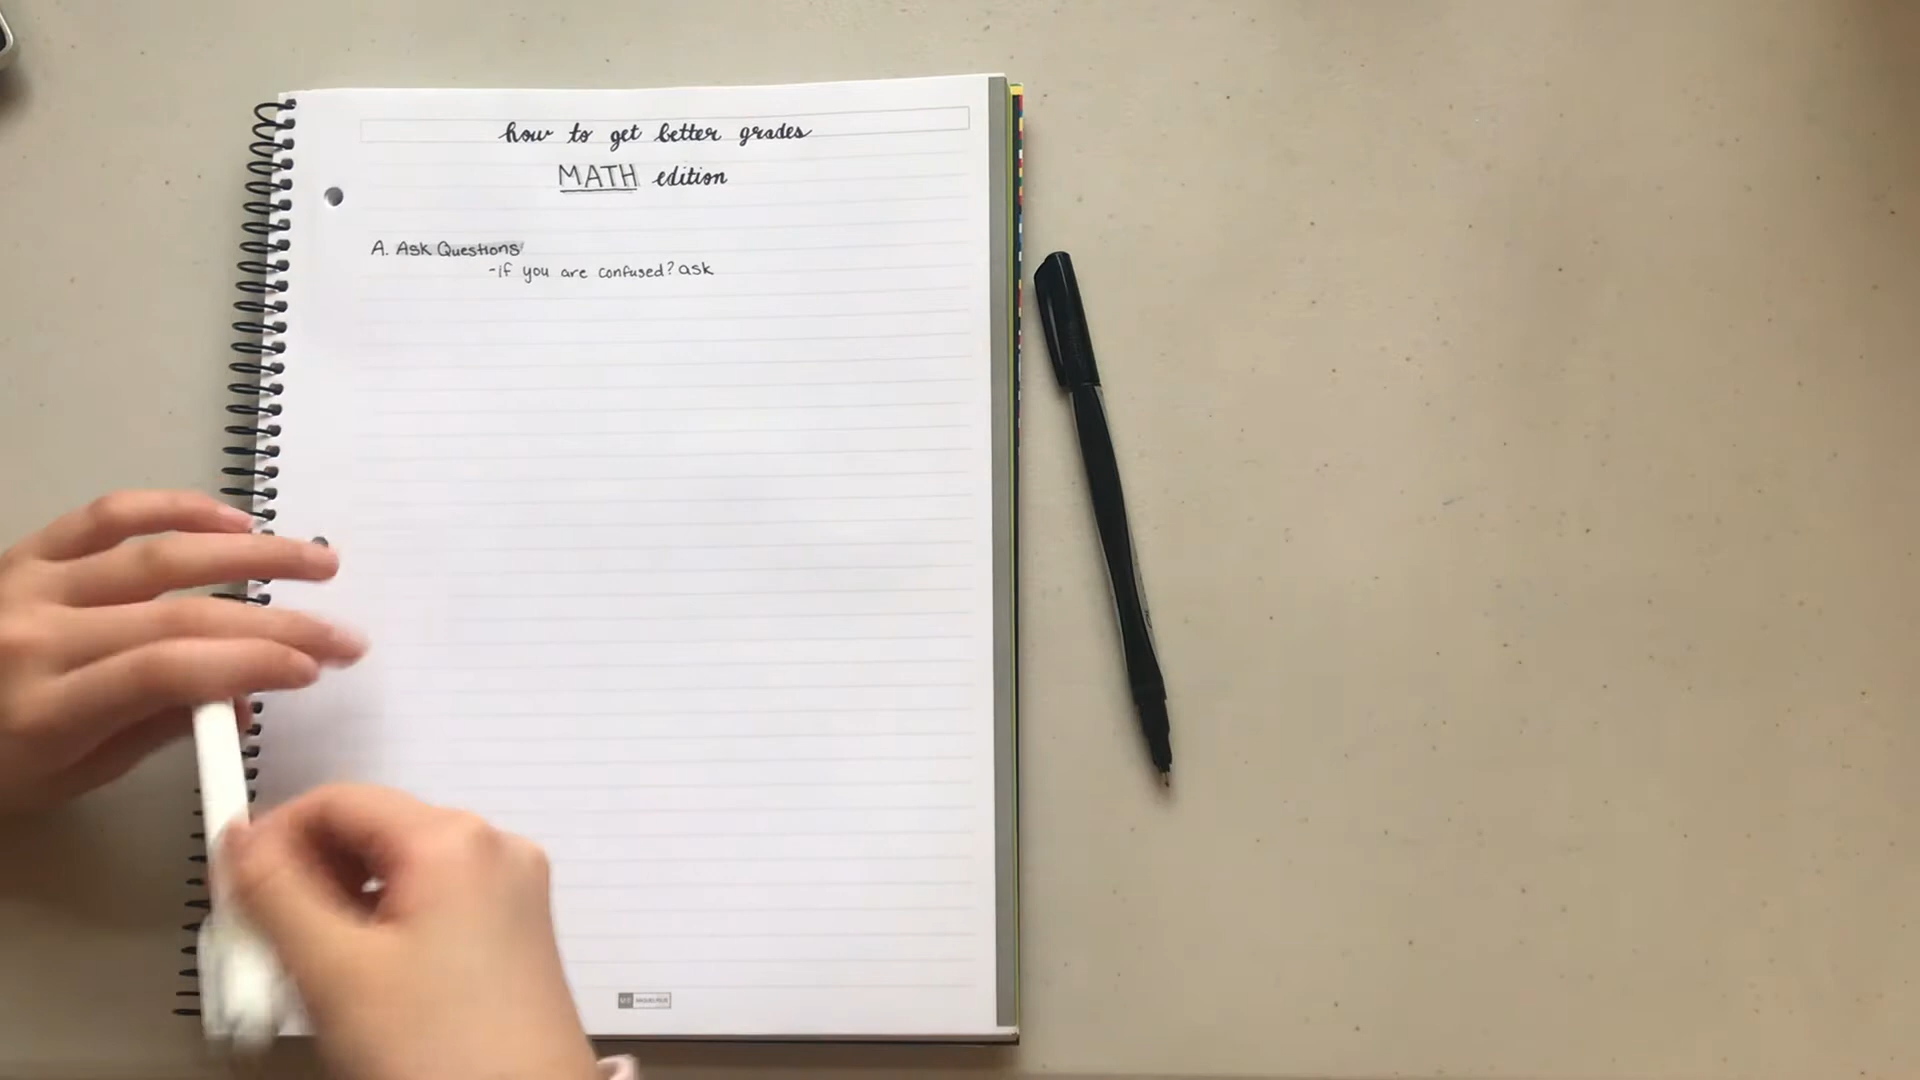 how to get better grades
MATH edition
A. Ask Questions
-if you are confused? ask